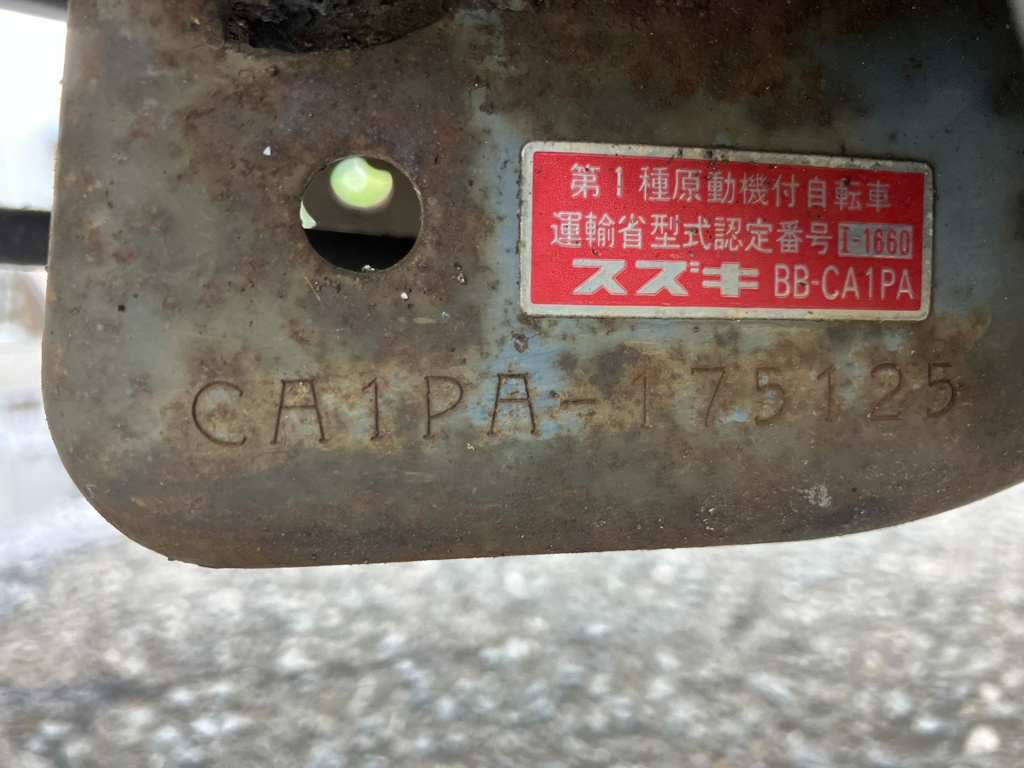 第1種原動機付自転車
運輸省型式認定番号 I-1660
スズキ BB-CA1PA
CA1PA-175125